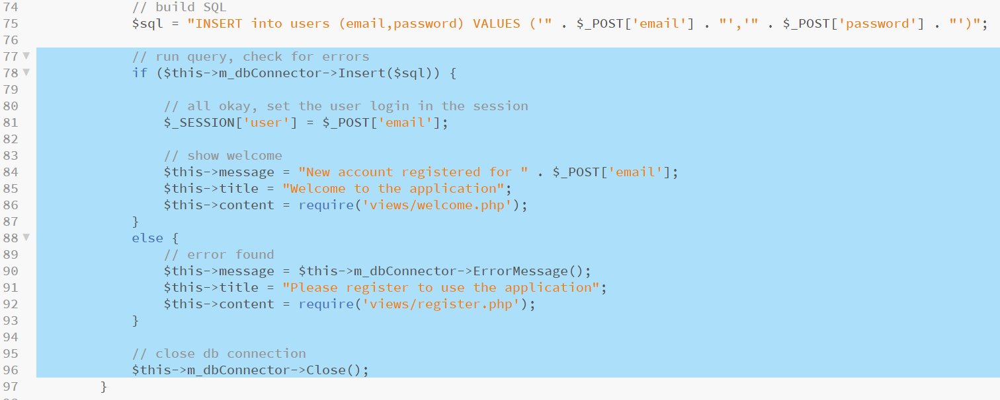 74 // build SQL
75 $sql = "INSERT into users (email,password) VALUES ('" . $_POST['email'] . "','" . $_POST['password'] . "')";
76
77 // run query, check for errors
78 if ($this->m_dbConnector->Insert($sql)) {
79
80 // all okay, set the user login in the session
81 $_SESSION['user'] = $_POST['email'];
82
83 // show welcome
84 $this->message = "New account registered for " . $_POST['email'];
85 $this->title = "Welcome to the application";
86 $this->content = require('views/welcome.php');
87 }
88 else {
89 // error found
90 $this->message = $this->m_dbConnector->ErrorMessage();
91 $this->title = "Please register to use the application";
92 $this->content = require('views/register.php');
93 }
94
95 // close db connection
96 $this->m_dbConnector->Close();
97 }